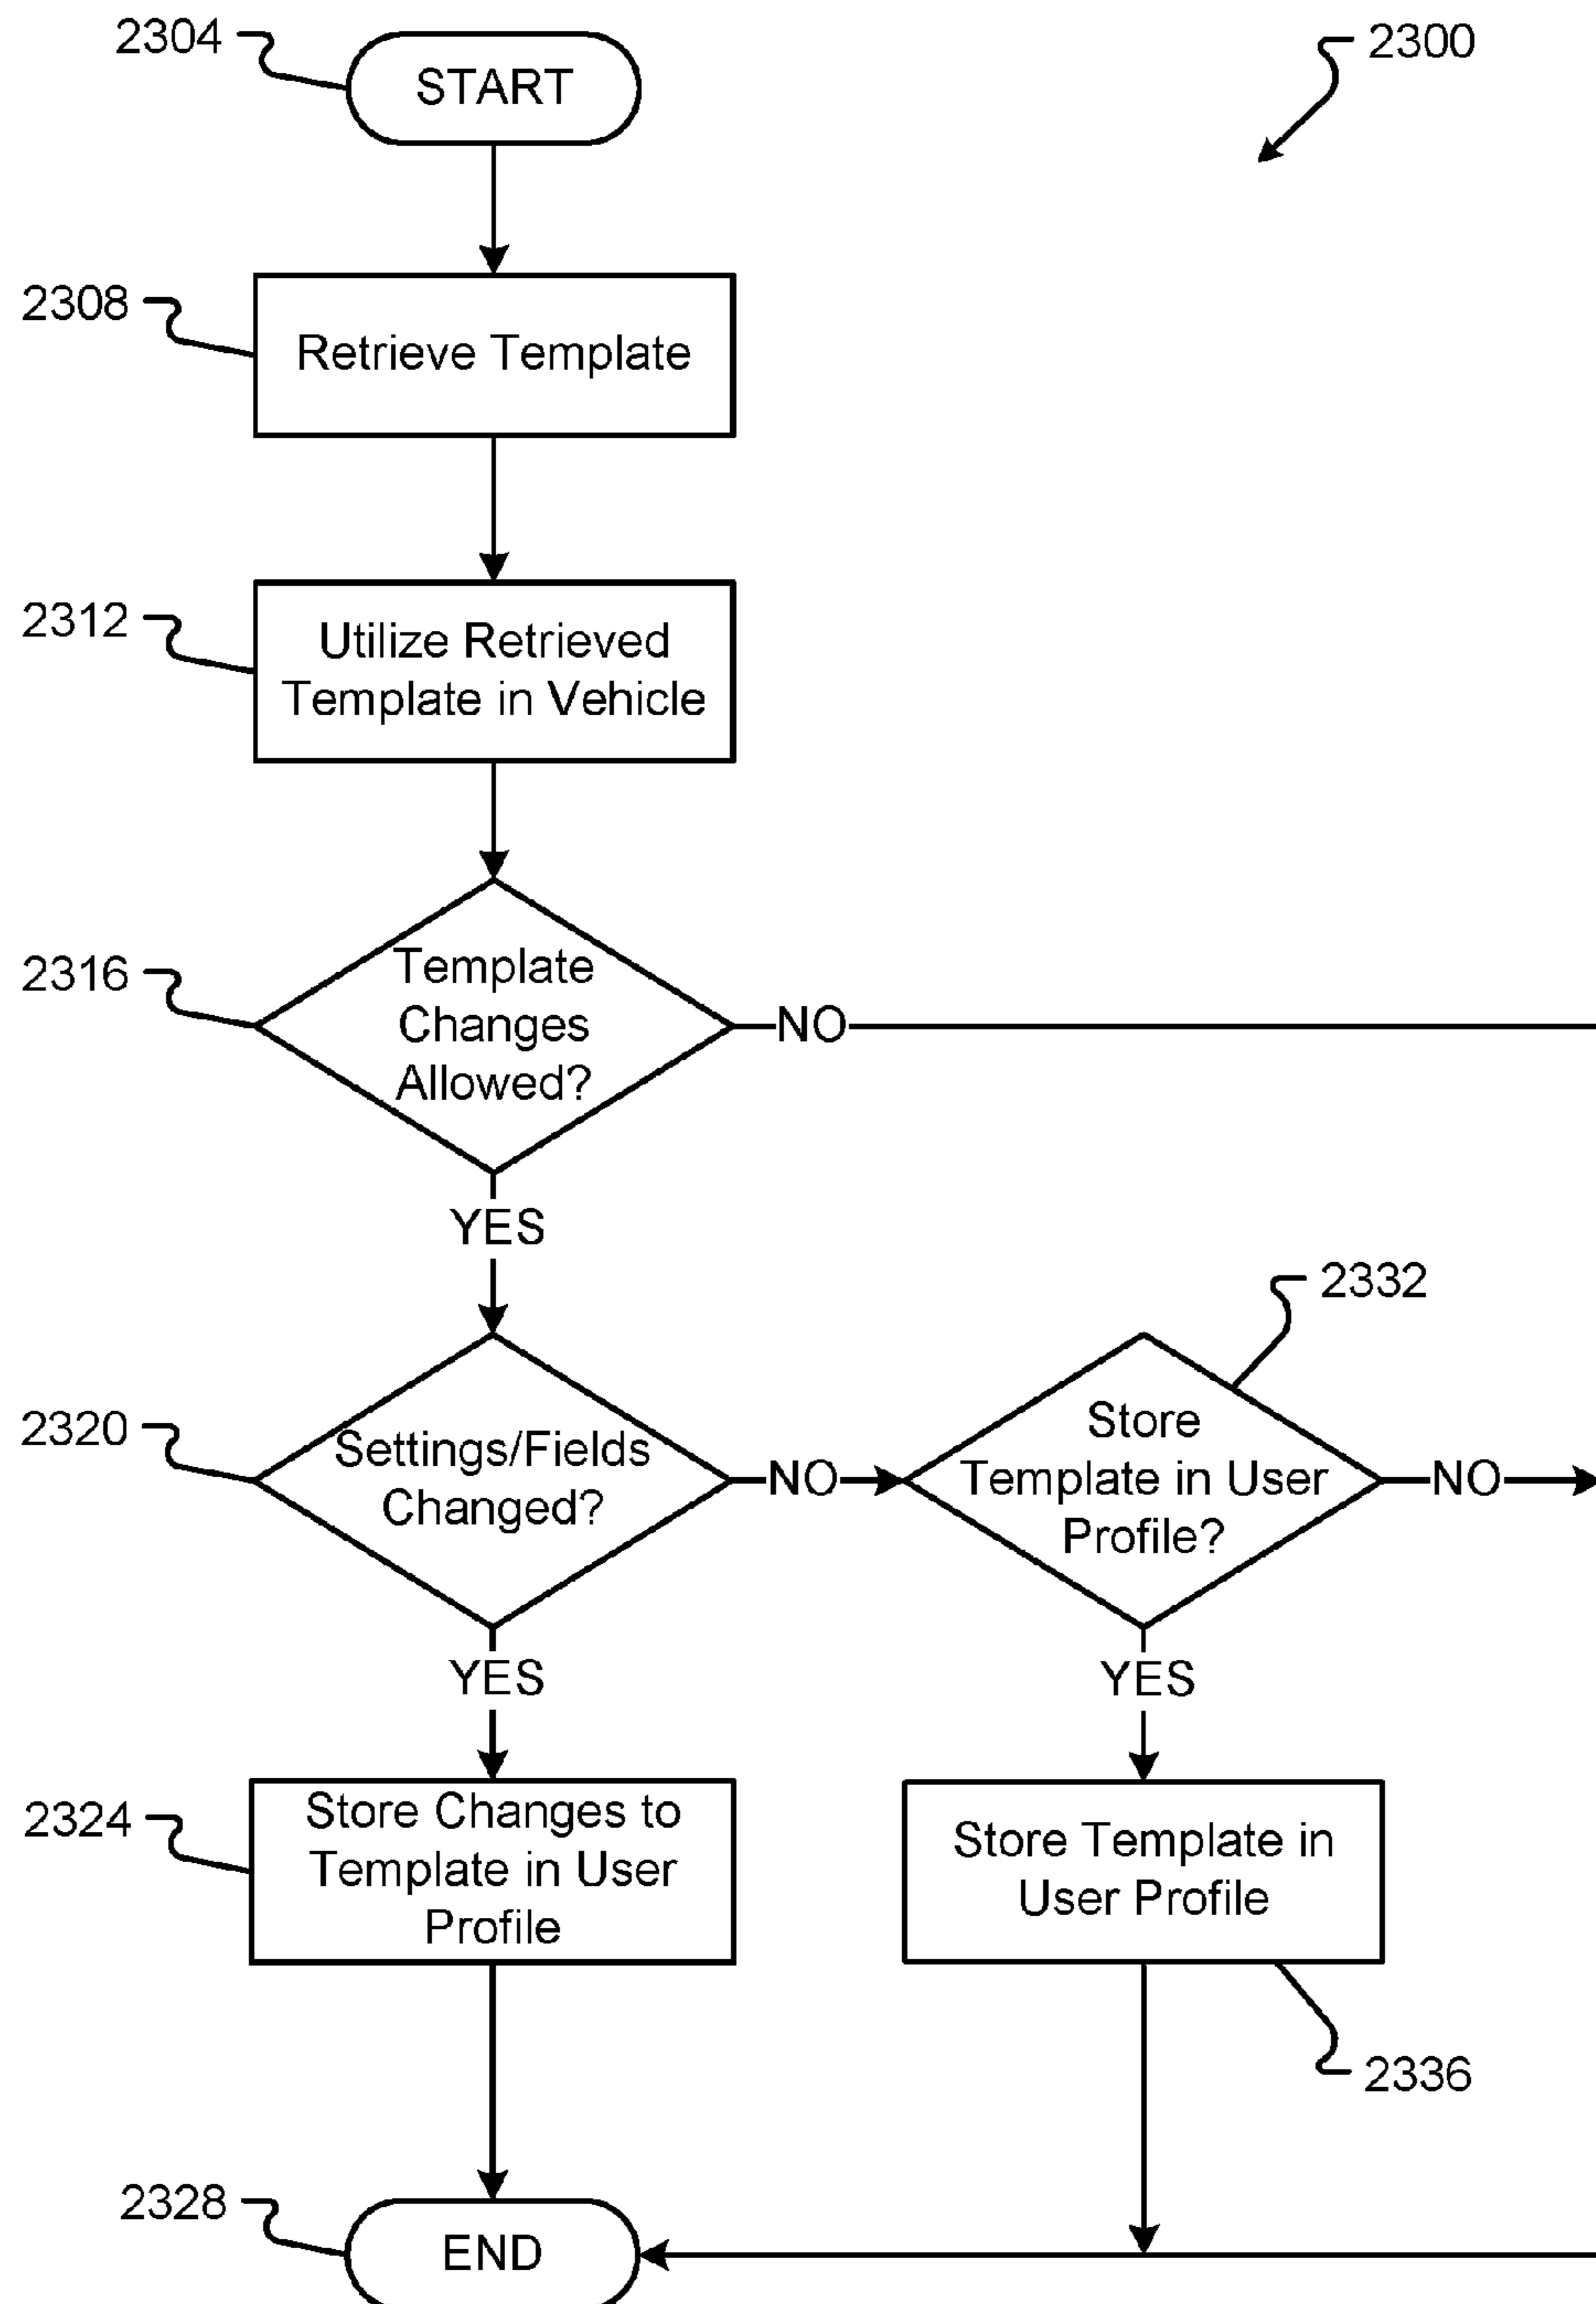 2304
START
2300
2308
Retrieve Template
2312
Utilize Retrieved
Template in Vehicle
2316
Template
Changes
Allowed?
NO
YES
2332
2320
Settings/Fields
Changed?
NO
Store
Template in User
Profile?
NO
YES
YES
2324
Store Changes to
Template in User
Profile
Store Template in
User Profile
2336
2328
END